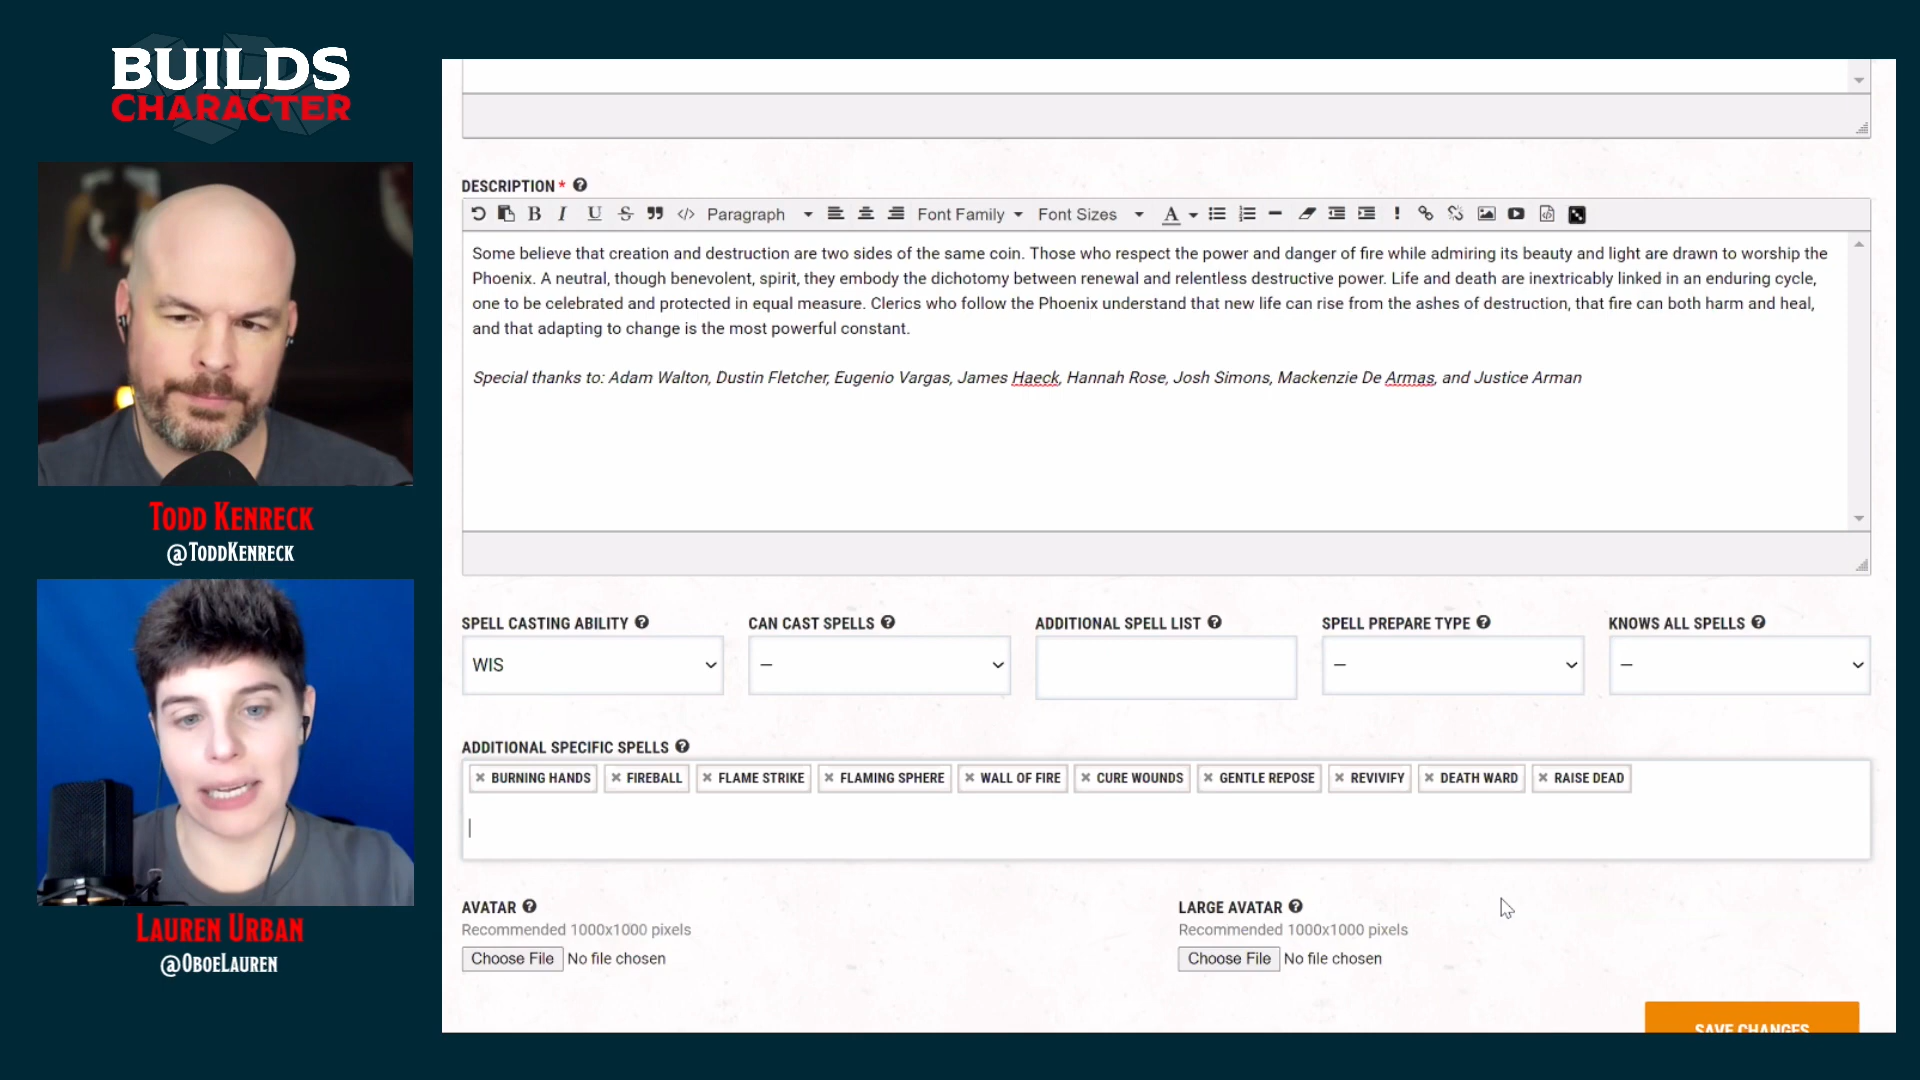 BUILDS
CHARACTER
TODD KENRECK
@TODDKENRECK
LAUREN URBAN
@OBOELAUREN
DESCRIPTION *
Paragraph Font Family Font Sizes
Some believe that creation and destruction are two sides of the same coin. Those who respect the power and danger of fire while admiring its beauty and light are drawn to worship the
Phoenix. A neutral, though benevolent, spirit, they embody the dichotomy between renewal and relentless destructive power. Life and death are inextricably linked in an enduring cycle,
one to be celebrated and protected in equal measure. Clerics who follow the Phoenix understand that new life can rise from the ashes of destruction, that fire can both harm and heal,
and that adapting to change is the most powerful constant.
Special thanks to: Adam Walton, Dustin Fletcher, Eugenio Vargas, James Haeck, Hannah Rose, Josh Simons, Mackenzie De Armas, and Justice Arman
SPELL CASTING ABILITY CAN CAST SPELLS ADDITIONAL SPELL LIST SPELL PREPARE TYPE KNOWS ALL SPELLS
WIS – – –
ADDITIONAL SPECIFIC SPELLS
× BURNING HANDS × FIREBALL × FLAME STRIKE × FLAMING SPHERE × WALL OF FIRE × CURE WOUNDS × GENTLE REPOSE × REVIVIFY × DEATH WARD × RAISE DEAD
AVATAR LARGE AVATAR
Recommended 1000x1000 pixels Recommended 1000x1000 pixels
Choose File No file chosen Choose File No file chosen
SAVE CHANGES